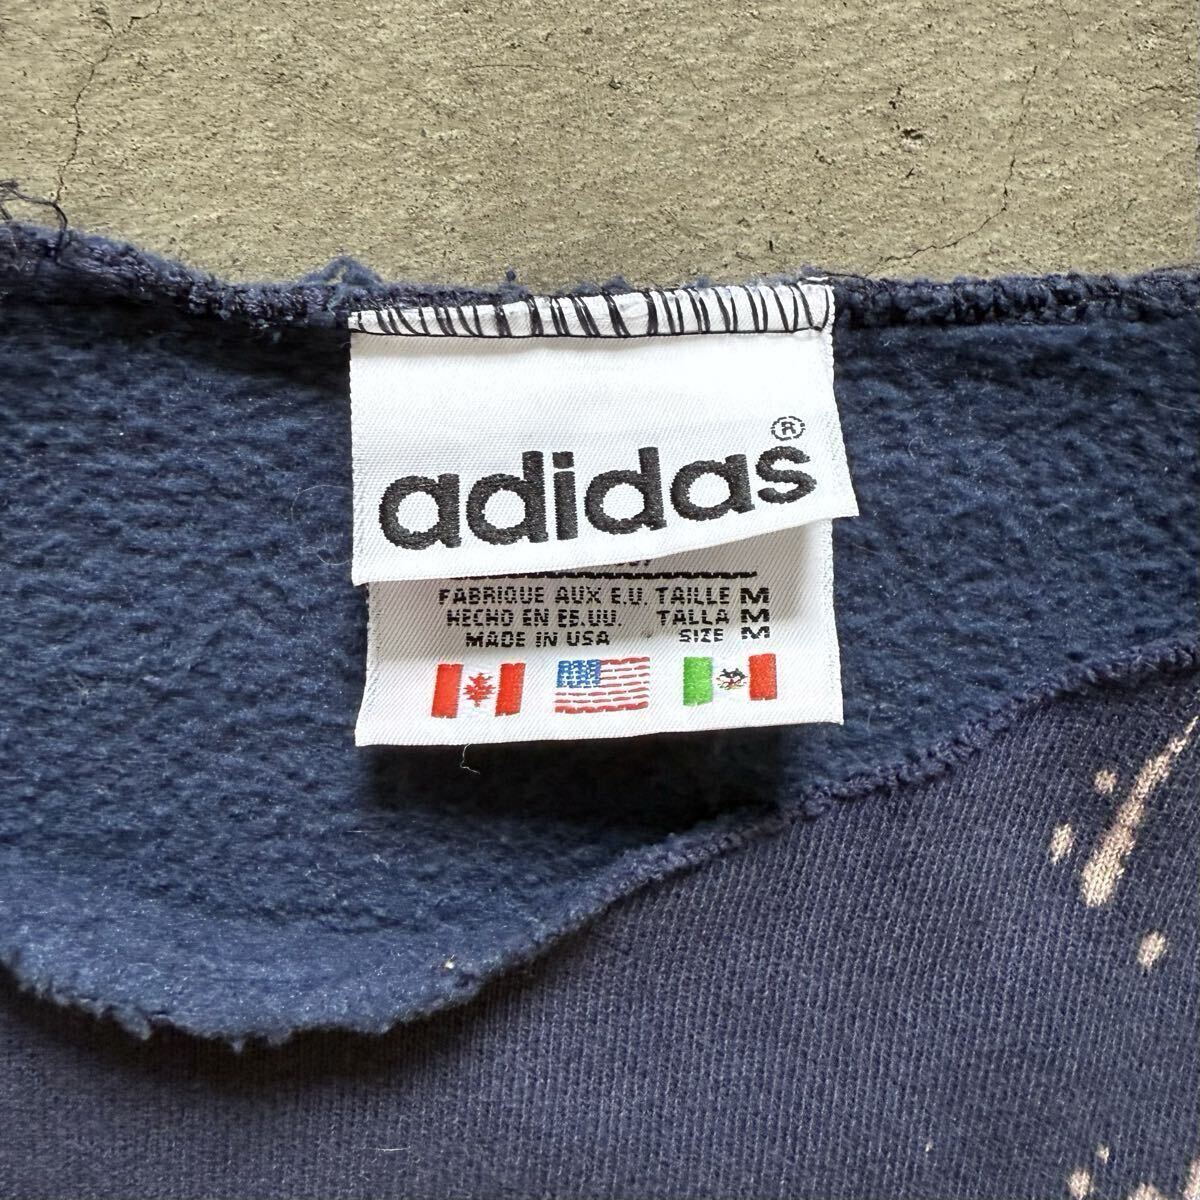 adidas®
FABRIQUE AUX E.U. TAILLE M
HECHO EN EE.UU. TALLA M
MADE IN USA SIZE M